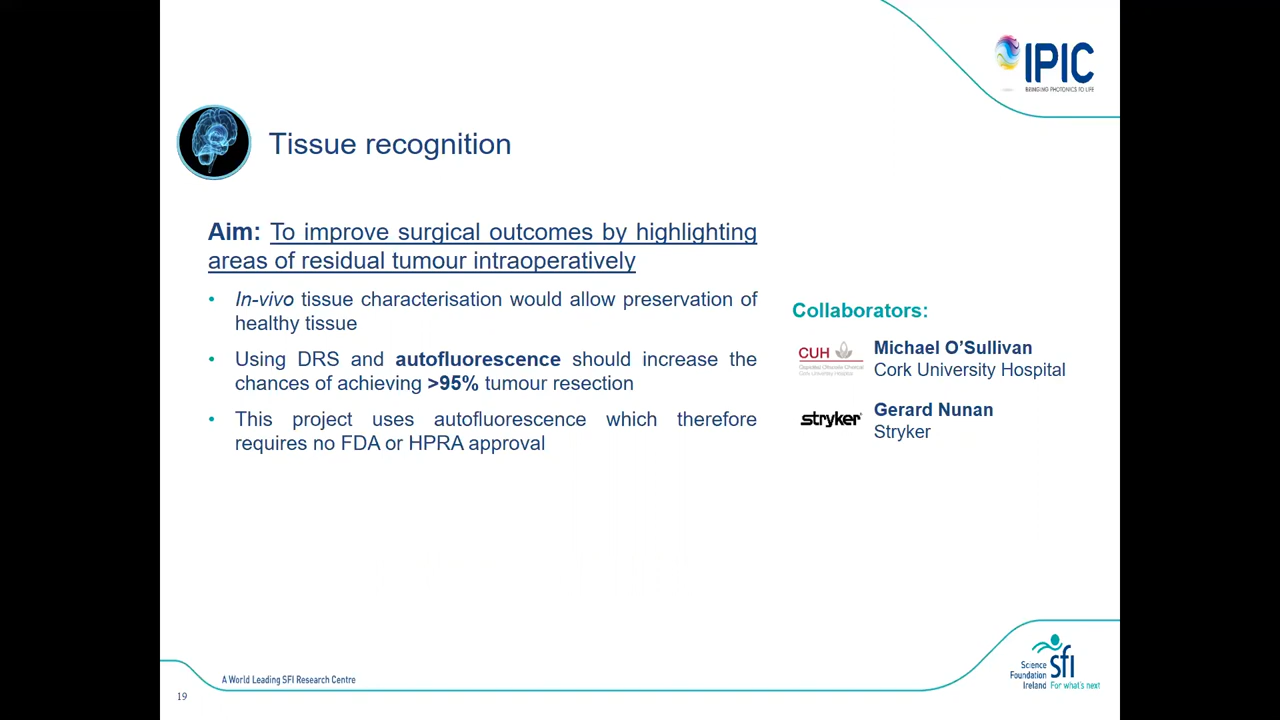 IPIC
BRINGING PHOTONICS TO LIFE
Tissue recognition
Aim: To improve surgical outcomes by highlighting
areas of residual tumour intraoperatively
• In-vivo tissue characterisation would allow preservation of
healthy tissue
• Using DRS and autofluorescence should increase the
chances of achieving >95% tumour resection
• This project uses autofluorescence which therefore
requires no FDA or HPRA approval
Collaborators:
CUH
Cork University Hospital
Michael O’Sullivan
Cork University Hospital
stryker
Gerard Nunan
Stryker
A World Leading SFI Research Centre
19
Science
Foundation
Ireland
sfi
For what's next